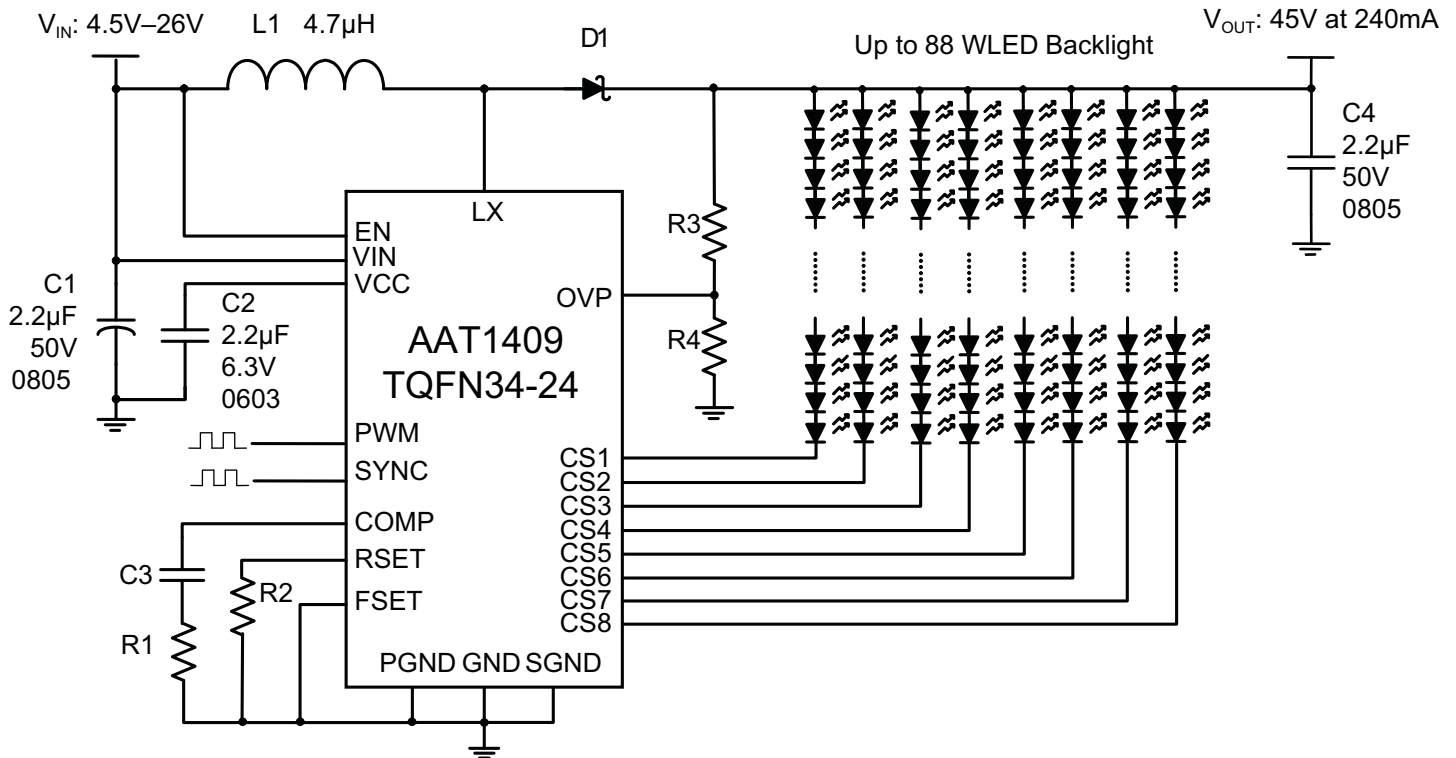 V_IN: 4.5V–26V
L1 4.7µH
D1
Up to 88 WLED Backlight
V_OUT: 45V at 240mA
C4
2.2µF
50V
0805
LX
EN
VIN
VCC
R3
C1
2.2µF
50V
0805
C2
2.2µF
6.3V
0603
OVP
AAT1409
TQFN34-24
R4
PWM
SYNC
COMP
RSET
FSET
CS1
CS2
CS3
CS4
CS5
CS6
CS7
CS8
C3
R2
R1
PGND GND SGND